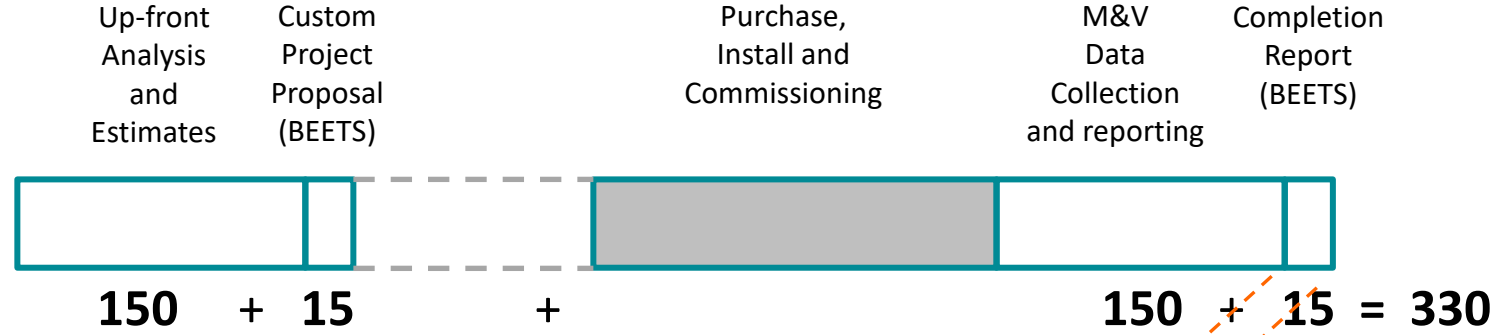 Up-front
Analysis
and
Estimates
Custom
Project
Proposal
(BEETS)
Purchase,
Install and
Commissioning
M&V
Data
Collection
and reporting
Completion
Report
(BEETS)
150 + 15 + 150 + 15 = 330